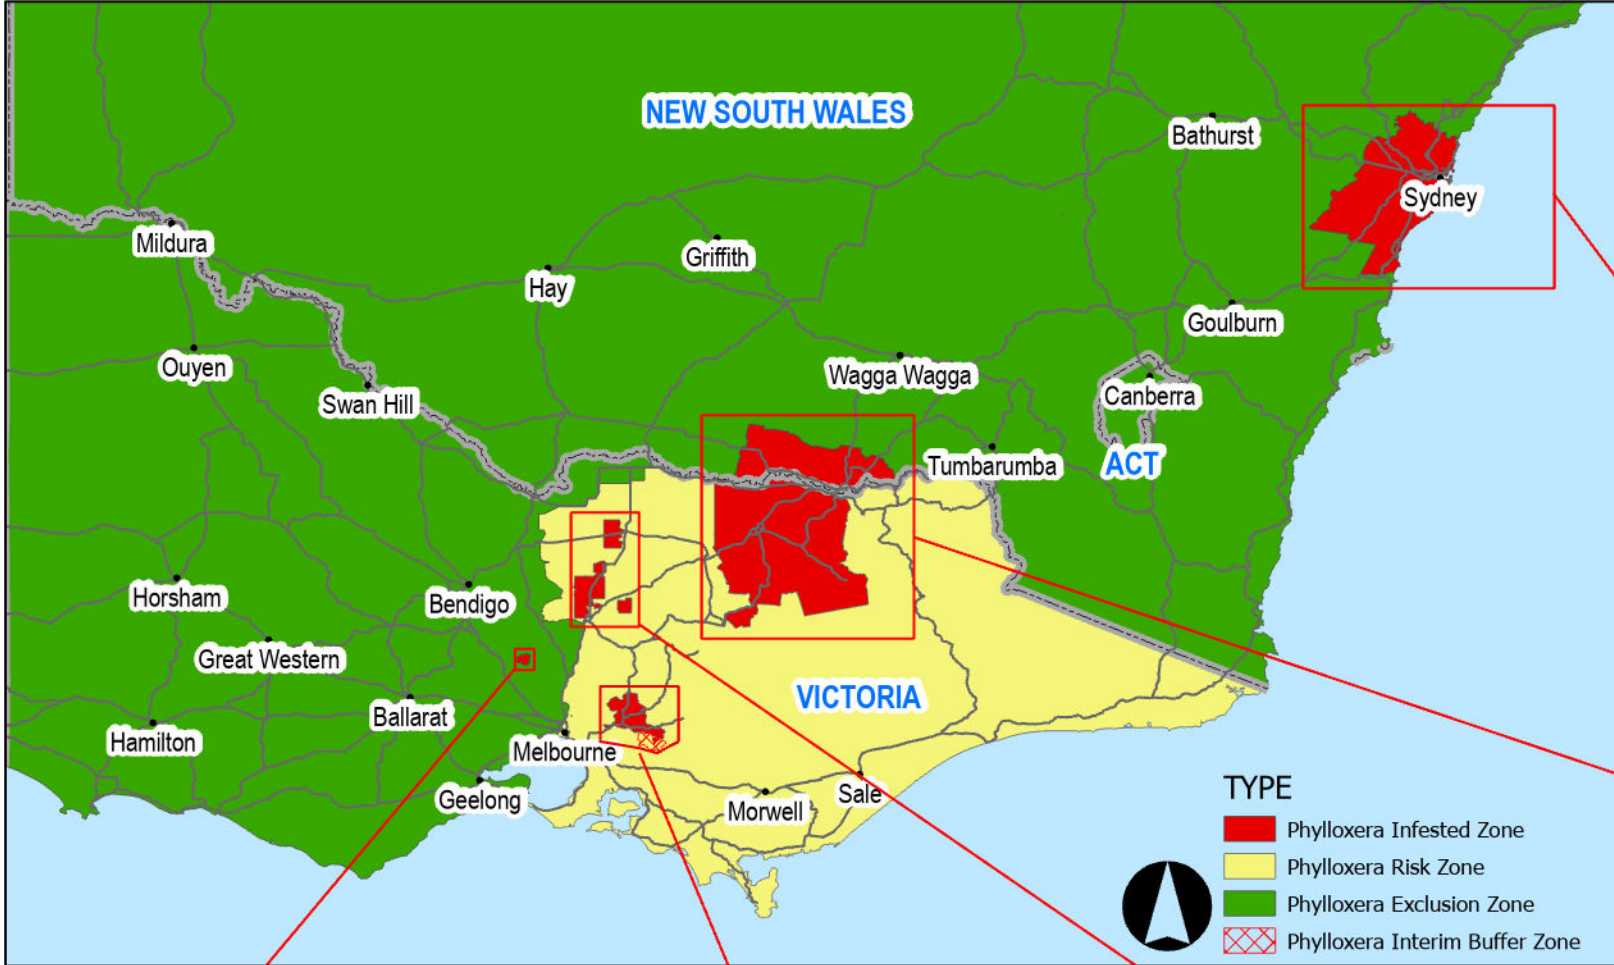 NEW SOUTH WALES
Bathurst
Sydney
Mildura
Griffith
Hay
Goulburn
Ouyen
Wagga Wagga
Canberra
Swan Hill
Tumbarumba
ACT
Horsham
Bendigo
Great Western
VICTORIA
Ballarat
Hamilton
Melbourne
Geelong
Morwell
Sale
TYPE
Phylloxera Infested Zone
Phylloxera Risk Zone
Phylloxera Exclusion Zone
Phylloxera Interim Buffer Zone